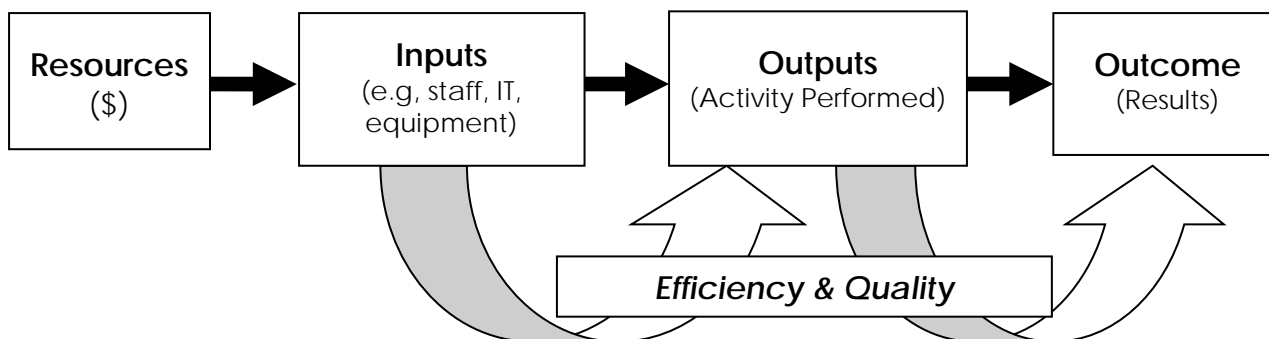 Resources
($)
Inputs
(e.g, staff, IT,
equipment)
Outputs
(Activity Performed)
Outcome
(Results)
Efficiency & Quality